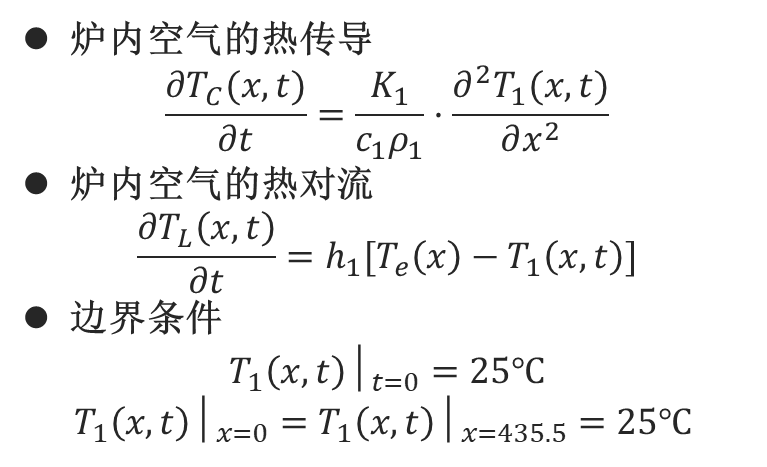 ● 炉内空气的热传导
∂T_C(x, t)/∂t = K_1/(c_1ρ_1) · ∂²T_1(x, t)/∂x²
● 炉内空气的热对流
∂T_L(x, t)/∂t = h_1[T_e(x) − T_1(x, t)]
● 边界条件
T_1(x, t)|_{t=0} = 25℃
T_1(x, t)|_{x=0} = T_1(x, t)|_{x=435.5} = 25℃